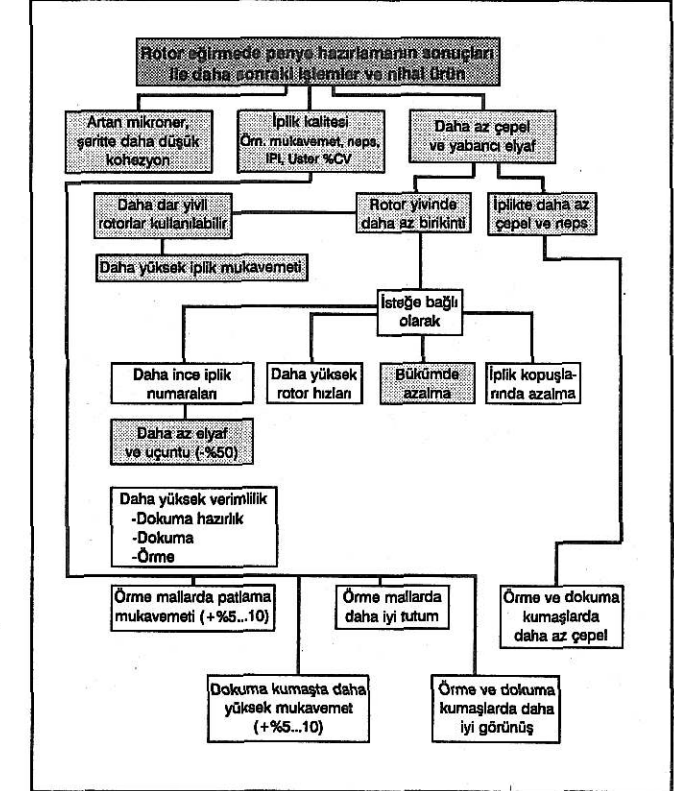 Rotor eğirmede penye hazırlamanın sonuçları
ile daha sonraki işlemler ve nihai ürün
Artan mikroner,
şeritte daha düşük
kohezyon
İplik kalitesi
Örn. mukavemet, neps,
IPI, Uster %CV
Daha az çepel
ve yabancı elyaf
Daha dar yivli
rotorlar kullanılabilir
Rotor yivinde
daha az birikinti
İplikte daha az
çepel ve neps
Daha yüksek iplik mukavemeti
İsteğe bağlı
olarak
Daha ince iplik
numaraları
Daha yüksek
rotor hızları
Bükümde
azalma
İplik kopuşla-
rında azalma
Daha az elyaf
ve uçuntu (-%50)
Daha yüksek verimlilik
-Dokuma hazırlık
-Dokuma
-Örme
Örme mallarda patlama
mukavemeti (+%5...10)
Örme mallarda
daha iyi tutum
Örme ve dokuma
kumaşlarda
daha az çepel
Dokuma kumaşta daha
yüksek mukavemet
(+%5...10)
Örme ve dokuma
kumaşlarda daha
iyi görünüş